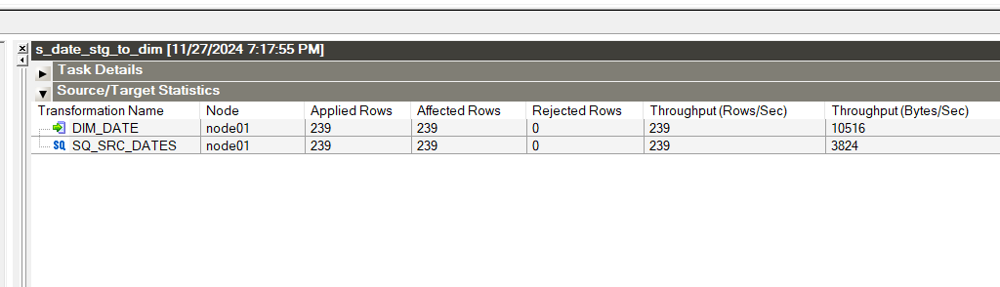 s_date_stg_to_dim [11/27/2024 7:17:55 PM]
Task Details
Source/Target Statistics
Transformation Name Node Applied Rows Affected Rows Rejected Rows Throughput (Rows/Sec) Throughput (Bytes/Sec)
DIM_DATE node01 239 239 0 239 10516
SQ SQ_SRC_DATES node01 239 239 0 239 3824